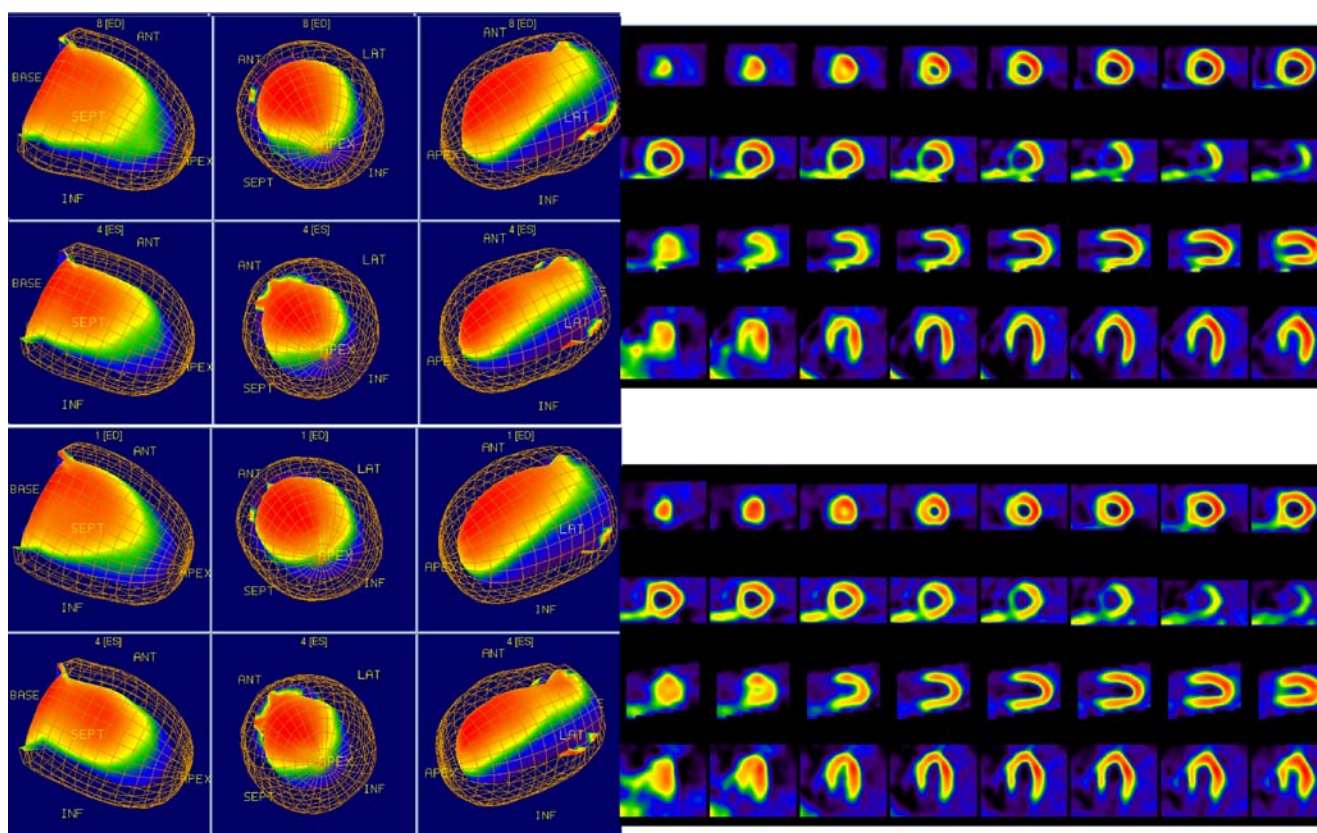 8 [ED]
ANT
BASE
SEPT
APEX
INF
8 [ED]
LAT
ANT
APEX
INF
SEPT
8 [ED]
ANT
LAT
APEX
INF
4 [ES]
ANT
BASE
SEPT
APEX
INF
4 [ES]
LAT
ANT
APEX
INF
SEPT
4 [ES]
ANT
LAT
APEX
INF
1 [ED]
ANT
BASE
SEPT
APEX
INF
1 [ED]
LAT
ANT
APEX
INF
SEPT
1 [ED]
ANT
LAT
APEX
INF
4 [ES]
ANT
BASE
SEPT
APEX
INF
4 [ES]
LAT
ANT
APEX
INF
SEPT
4 [ES]
ANT
LAT
APEX
INF